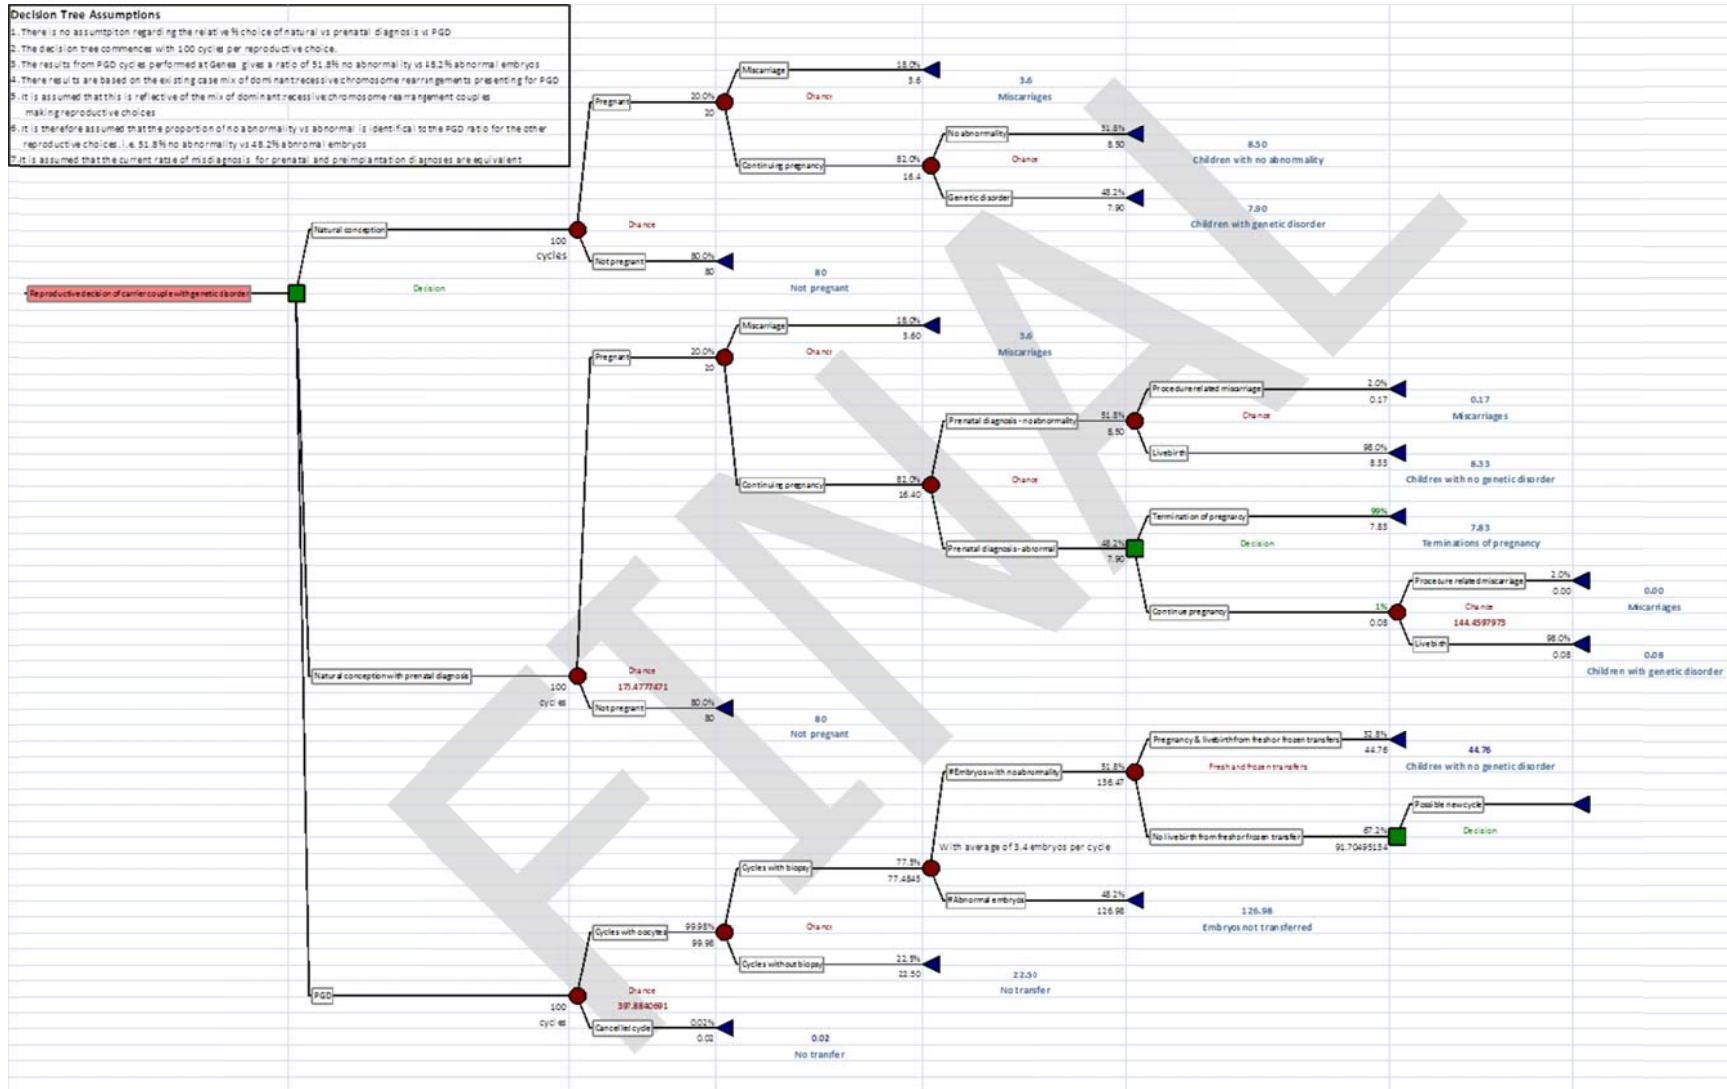 Decision Tree Assumptions
1. There is no assumtpiton regarding the relative % choice of natural vs prenatal diagnosis vs PGD
2. The decision tree commences with 100 cycles per reproductive choice.
3. The results from PGD cycles performed at Genea gives a ratio of 51.8% no abnormality vs 48.2% abnormal embryos
4. There results are based on the existing case mix of dominant:recessive:chromosome rearrangements presenting for PGD
5. It is assumed that this is reflective of the mix of dominant:recessive:chromosome rearrangement couples
making reproductive choices
6. It is therefore assumed that the proportion of no abnormality vs abnormal is identifcal to the PGD ratio for the other
reproductive choices. i.e. 51.8% no abnormality vs 48.2% abnromal embryos
7. It is assumed that the current ratse of misdiagnosis for prenatal and preimplantation diagnoses are equivalent
Reproductive decision of carrier couple with genetic disorder
Decision
Natural conception
100
cycles
Chance
Pregnant
20.0%
20
Chance
Miscarriage
18.0%
3.6
3.6
Miscarriages
Continuing pregnancy
82.0%
16.4
Chance
No abnormality
51.8%
8.50
8.50
Children with no abnormality
Genetic disorder
48.2%
7.90
7.90
Children with genetic disorder
Not pregnant
80.0%
80
80
Not pregnant
Natural conception with prenatal diagnosis
100
cycles
Chance
Pregnant
20.0%
20
Chance
Miscarriage
18.0%
3.60
3.6
Miscarriages
Continuing pregnancy
82.0%
16.40
Chance
Prenatal diagnosis - no abnormality
51.8%
8.50
Chance
Procedure related miscarriage
2.0%
0.17
0.17
Miscarriages
Livebirth
98.0%
8.33
8.33
Children with no genetic disorder
Prenatal diagnosis - abnormal
48.2%
7.90
Decision
Termination of pregnancy
99%
7.83
7.83
Terminations of pregnancy
Continue pregnancy
1%
0.08
Chance
144.4597973
Procecure related miscarriage
2.0%
0.00
0.00
Miscarriages
Livebirth
98.0%
0.08
0.08
Children with genetic disorder
Not pregnant
80.0%
80
80
Not pregnant
PGD
100
cycles
Chance
Cycles with oocytes
99.98%
99.98
Chance
Cycles with biopsy
77.5%
77.4845
With average of 3.4 embryos per cycle
# Embryos with no abnormality
51.8%
136.47
Fresh and frozen transfers
Pregnancy & livebirth from fresh or frozen transfers
32.8%
44.76
44.76
Children with no genetic disorder
No livebirth from fresh or frozen transfer
67.2%
91.70495134
Decision
Possible new cycle
# Abnormal embryos
48.2%
126.98
126.98
Embryos not transferred
Cycles without biopsy
22.5%
22.50
22.50
No transfer
Cancelled cycle
0.02%
0.02
0.02
No tranfer
FINAL